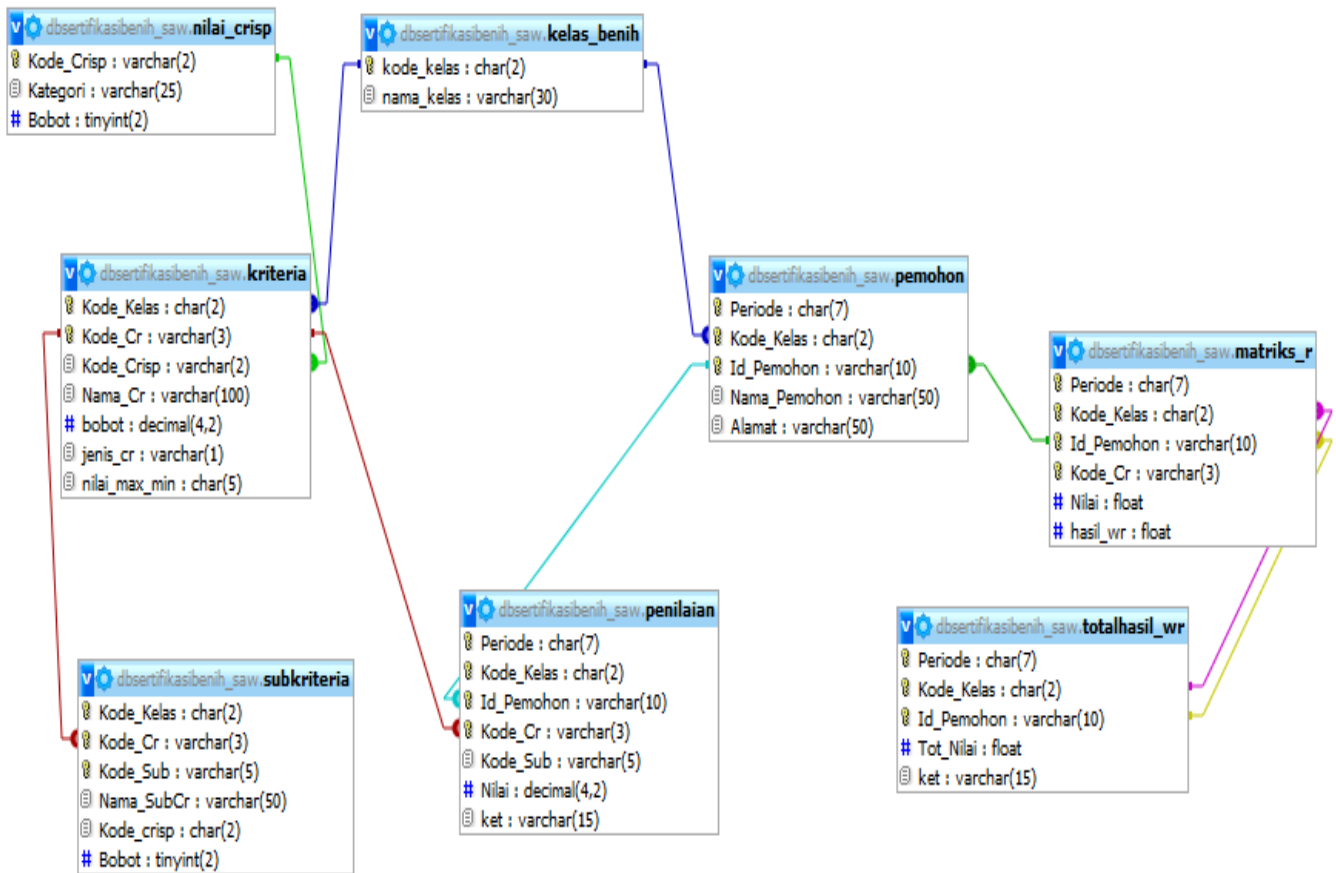 dbsertifikasibenih_saw.nilai_crisp
Kode_Crisp : varchar(2)
Kategori : varchar(25)
# Bobot : tinyint(2)
dbsertifikasibenih_saw.kelas_benih
kode_kelas : char(2)
nama_kelas : varchar(30)
dbsertifikasibenih_saw.kriteria
Kode_Kelas : char(2)
Kode_Cr : varchar(3)
Kode_Crisp : varchar(2)
Nama_Cr : varchar(100)
# bobot : decimal(4,2)
jenis_cr : varchar(1)
nilai_max_min : char(5)
dbsertifikasibenih_saw.pemohon
Periode : char(7)
Kode_Kelas : char(2)
Id_Pemohon : varchar(10)
Nama_Pemohon : varchar(50)
Alamat : varchar(50)
dbsertifikasibenih_saw.matriks_r
Periode : char(7)
Kode_Kelas : char(2)
Id_Pemohon : varchar(10)
Kode_Cr : varchar(3)
# Nilai : float
# hasil_wr : float
dbsertifikasibenih_saw.subkriteria
Kode_Kelas : char(2)
Kode_Cr : varchar(3)
Kode_Sub : varchar(5)
Nama_SubCr : varchar(50)
Kode_crisp : char(2)
# Bobot : tinyint(2)
dbsertifikasibenih_saw.penilaian
Periode : char(7)
Kode_Kelas : char(2)
Id_Pemohon : varchar(10)
Kode_Cr : varchar(3)
Kode_Sub : varchar(5)
# Nilai : decimal(4,2)
ket : varchar(15)
dbsertifikasibenih_saw.totalhasil_wr
Periode : char(7)
Kode_Kelas : char(2)
Id_Pemohon : varchar(10)
# Tot_Nilai : float
ket : varchar(15)